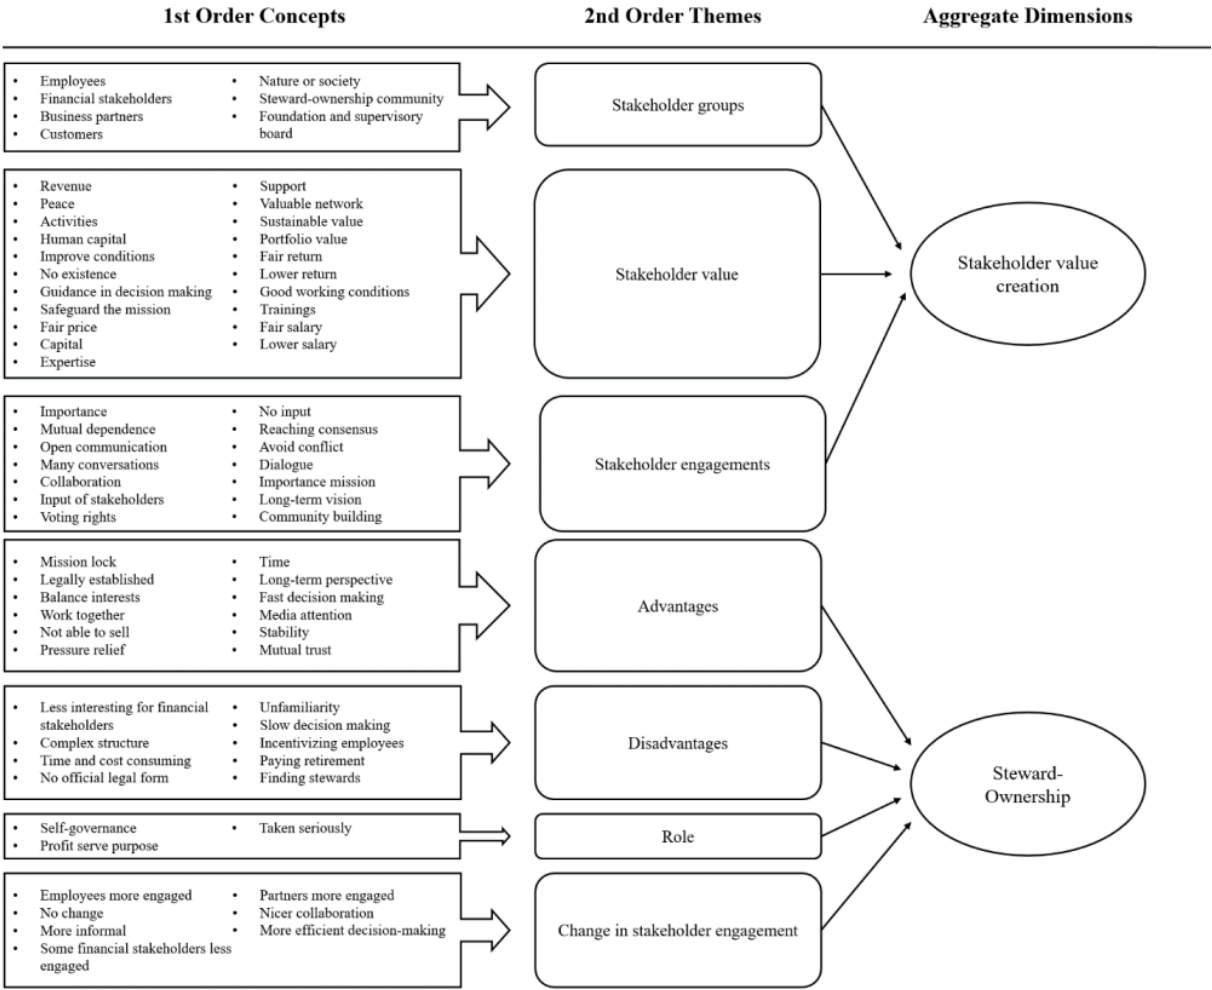 1st Order Concepts
2nd Order Themes
Aggregate Dimensions
• Employees
• Financial stakeholders
• Business partners
• Customers
• Nature or society
• Steward-ownership community
• Foundation and supervisory
board
Stakeholder groups
• Revenue
• Peace
• Activities
• Human capital
• Improve conditions
• No existence
• Guidance in decision making
• Safeguard the mission
• Fair price
• Capital
• Expertise
• Support
• Valuable network
• Sustainable value
• Portfolio value
• Fair return
• Lower return
• Good working conditions
• Trainings
• Fair salary
• Lower salary
Stakeholder value
Stakeholder value
creation
• Importance
• Mutual dependence
• Open communication
• Many conversations
• Collaboration
• Input of stakeholders
• Voting rights
• No input
• Reaching consensus
• Avoid conflict
• Dialogue
• Importance mission
• Long-term vision
• Community building
Stakeholder engagements
• Mission lock
• Legally established
• Balance interests
• Work together
• Not able to sell
• Pressure relief
• Time
• Long-term perspective
• Fast decision making
• Media attention
• Stability
• Mutual trust
Advantages
• Less interesting for financial
stakeholders
• Complex structure
• Time and cost consuming
• No official legal form
• Unfamiliarity
• Slow decision making
• Incentivizing employees
• Paying retirement
• Finding stewards
Disadvantages
Steward-
Ownership
• Self-governance
• Profit serve purpose
• Taken seriously
Role
• Employees more engaged
• No change
• More informal
• Some financial stakeholders less
engaged
• Partners more engaged
• Nicer collaboration
• More efficient decision-making
Change in stakeholder engagement